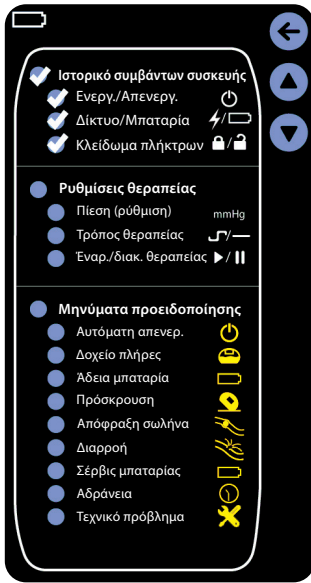 Ιστορικό συμβάντων συσκευής
Ενεργ./Απενεργ.
Δίκτυο/Μπαταρία
Κλείδωμα πλήκτρων
Ρυθμίσεις θεραπείας
Πίεση (ρύθμιση) mmHg
Τρόπος θεραπείας
Έναρ./διακ. θεραπείας
Μηνύματα προειδοποίησης
Αυτόματη απενερ.
Δοχείο πλήρες
Άδεια μπαταρία
Πρόσκρουση
Απόφραξη σωλήνα
Διαρροή
Σέρβις μπαταρίας
Αδράνεια
Τεχνικό πρόβλημα